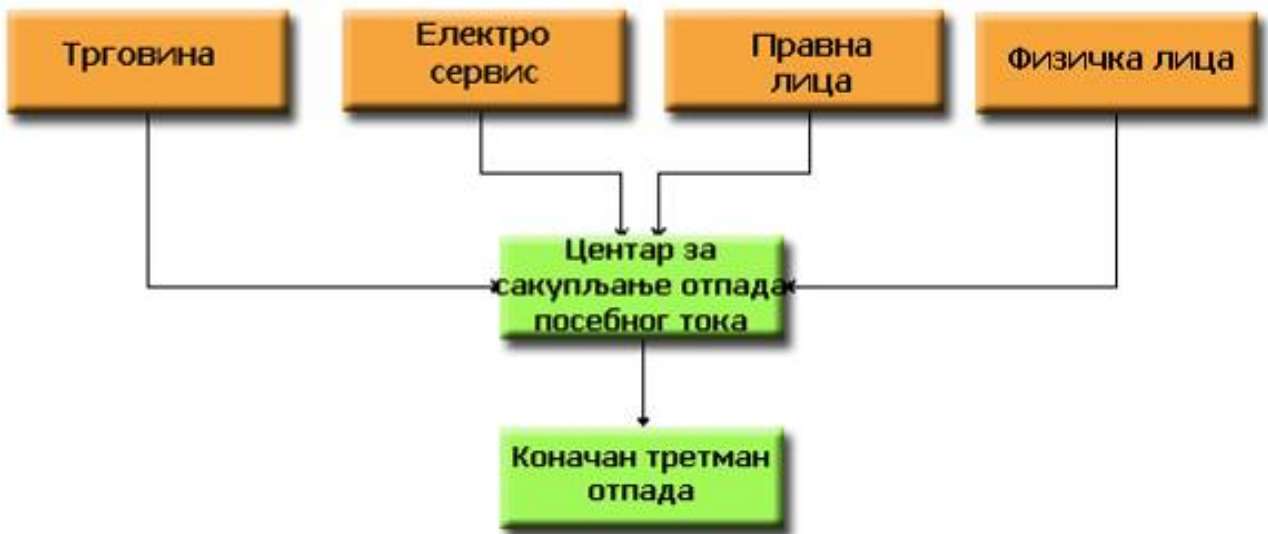 Трговина
Електро
сервис
Правна
лица
Физичка лица
Центар за
сакупљање отпада
посебног тока
Коначан третман
отпада